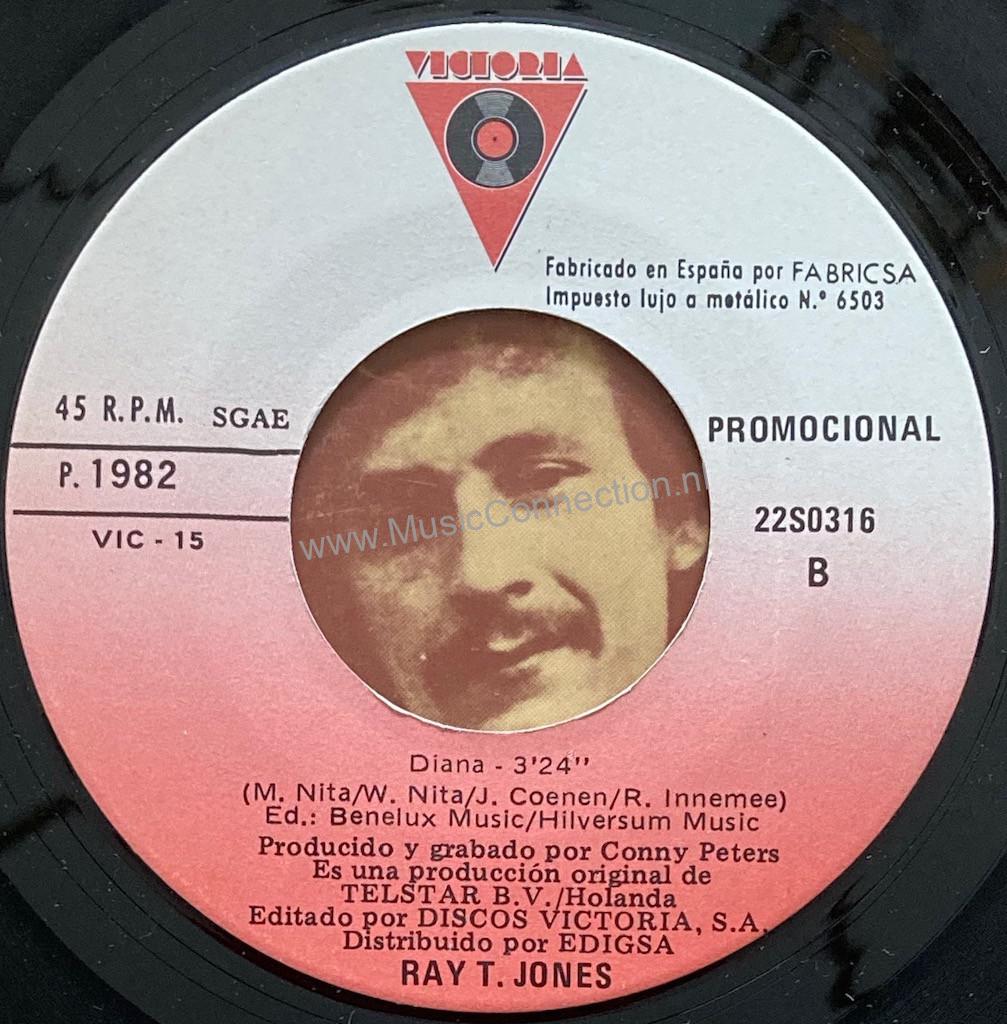 VICTORIA
Fabricado en España por FABRICSA
Impuesto lujo a metálico N.º 6503
45 R.P.M. SGAE
P. 1982
VIC - 15
PROMOCIONAL
22S0316
B
www.MusicConnection.nl
Diana - 3'24"
(M. Nita/W. Nita/J. Coenen/R. Innemee)
Ed.: Benelux Music/Hilversum Music
Producido y grabado por Conny Peters
Es una producción original de
TELSTAR B.V./Holanda
Editado por DISCOS VICTORIA, S.A.
Distribuido por EDIGSA
RAY T. JONES